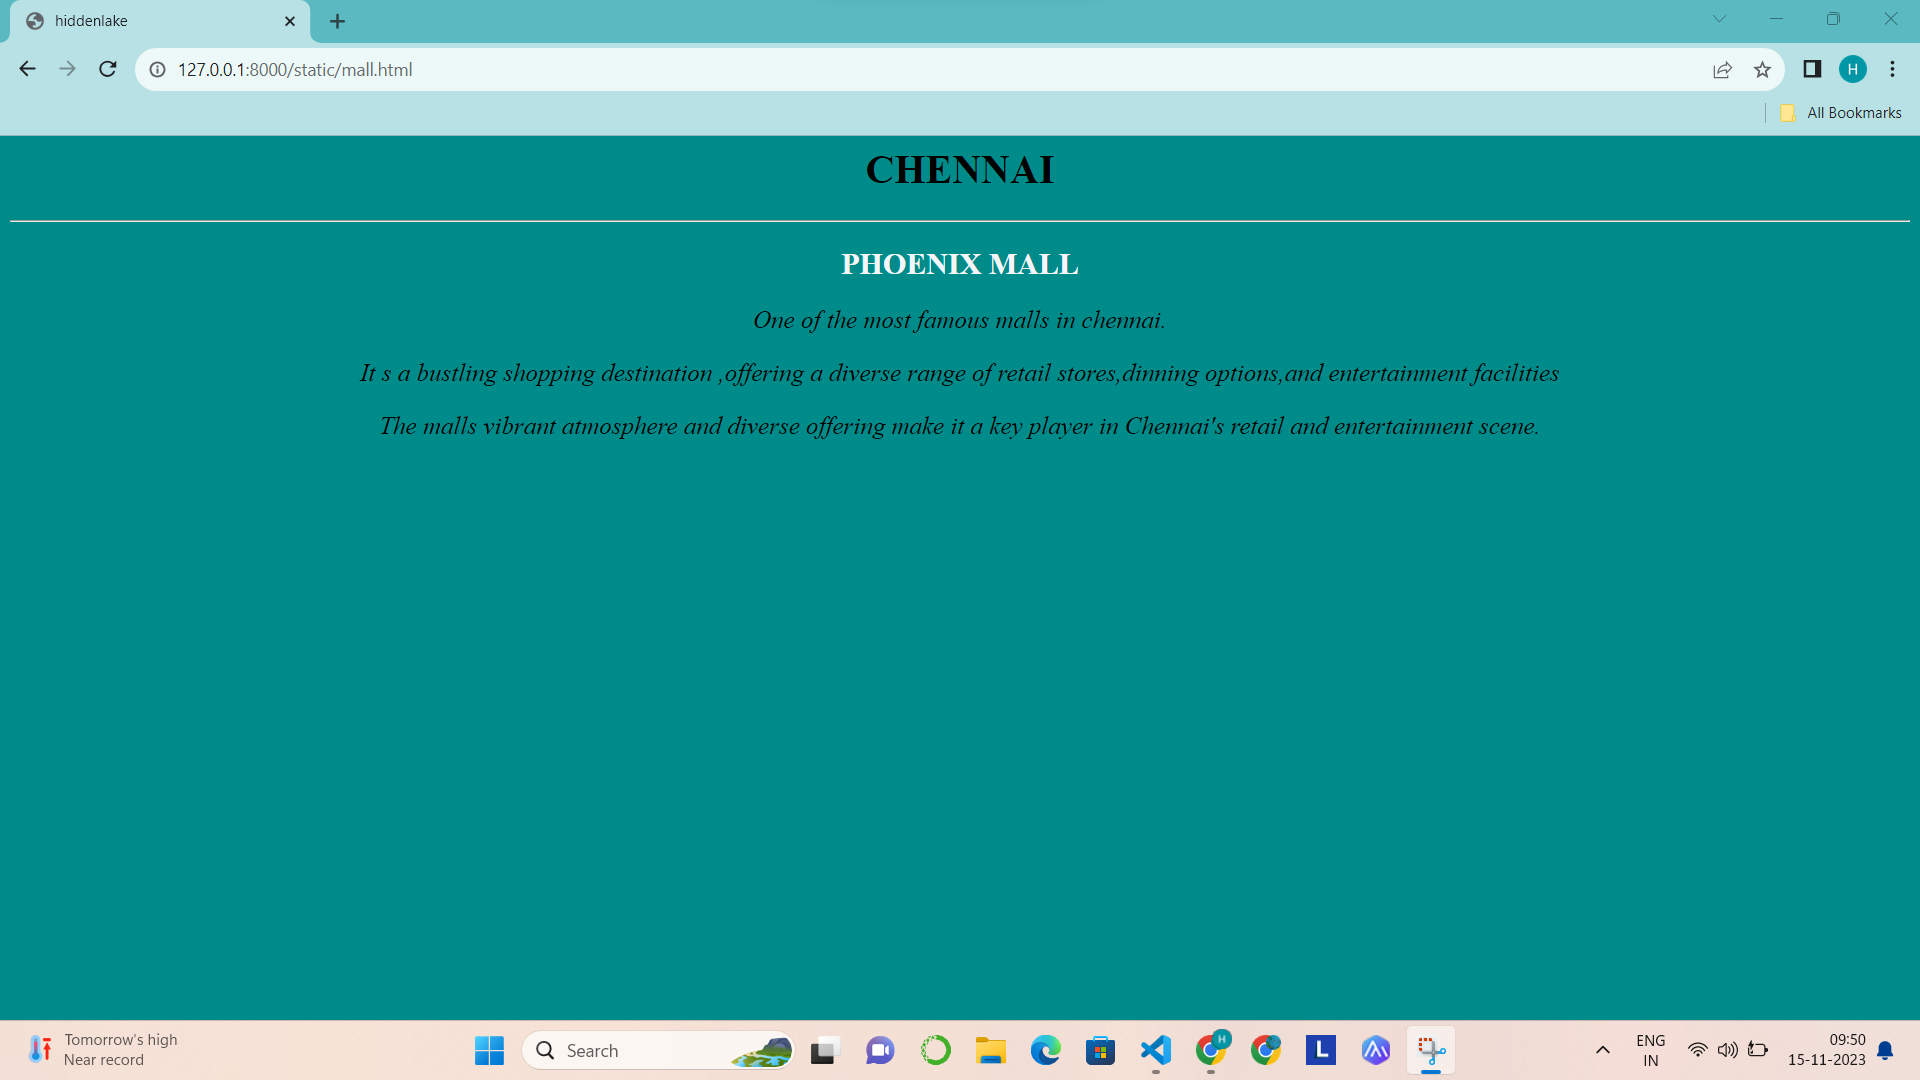 hiddenlake
127.0.0.1:8000/static/mall.html
H
All Bookmarks
CHENNAI
PHOENIX MALL
One of the most famous malls in chennai.
It s a bustling shopping destination ,offering a diverse range of retail stores,dinning options,and entertainment facilities
The malls vibrant atmosphere and diverse offering make it a key player in Chennai's retail and entertainment scene.
Tomorrow's high
Near record
Search
H
L
ENG
IN
09:50
15-11-2023